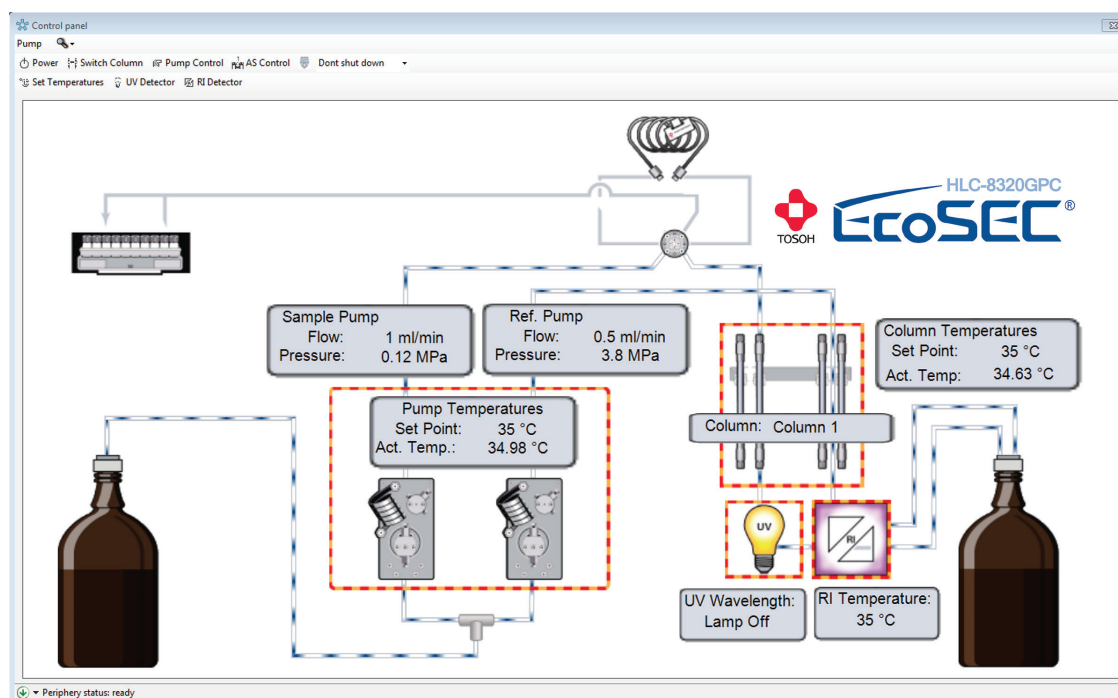 Control panel
Pump
Power Switch Column Pump Control AS Control Dont shut down
Set Temperatures UV Detector RI Detector
HLC-8320GPC
TOSOH EcoSEC®
Sample Pump
Flow: 1 ml/min
Pressure: 0.12 MPa
Ref. Pump
Flow: 0.5 ml/min
Pressure: 3.8 MPa
Column Temperatures
Set Point: 35 °C
Act. Temp: 34.63 °C
Pump Temperatures
Set Point: 35 °C
Act. Temp.: 34.98 °C
Column: Column 1
UV
RI
UV Wavelength:
Lamp Off
RI Temperature:
35 °C
Periphery status: ready